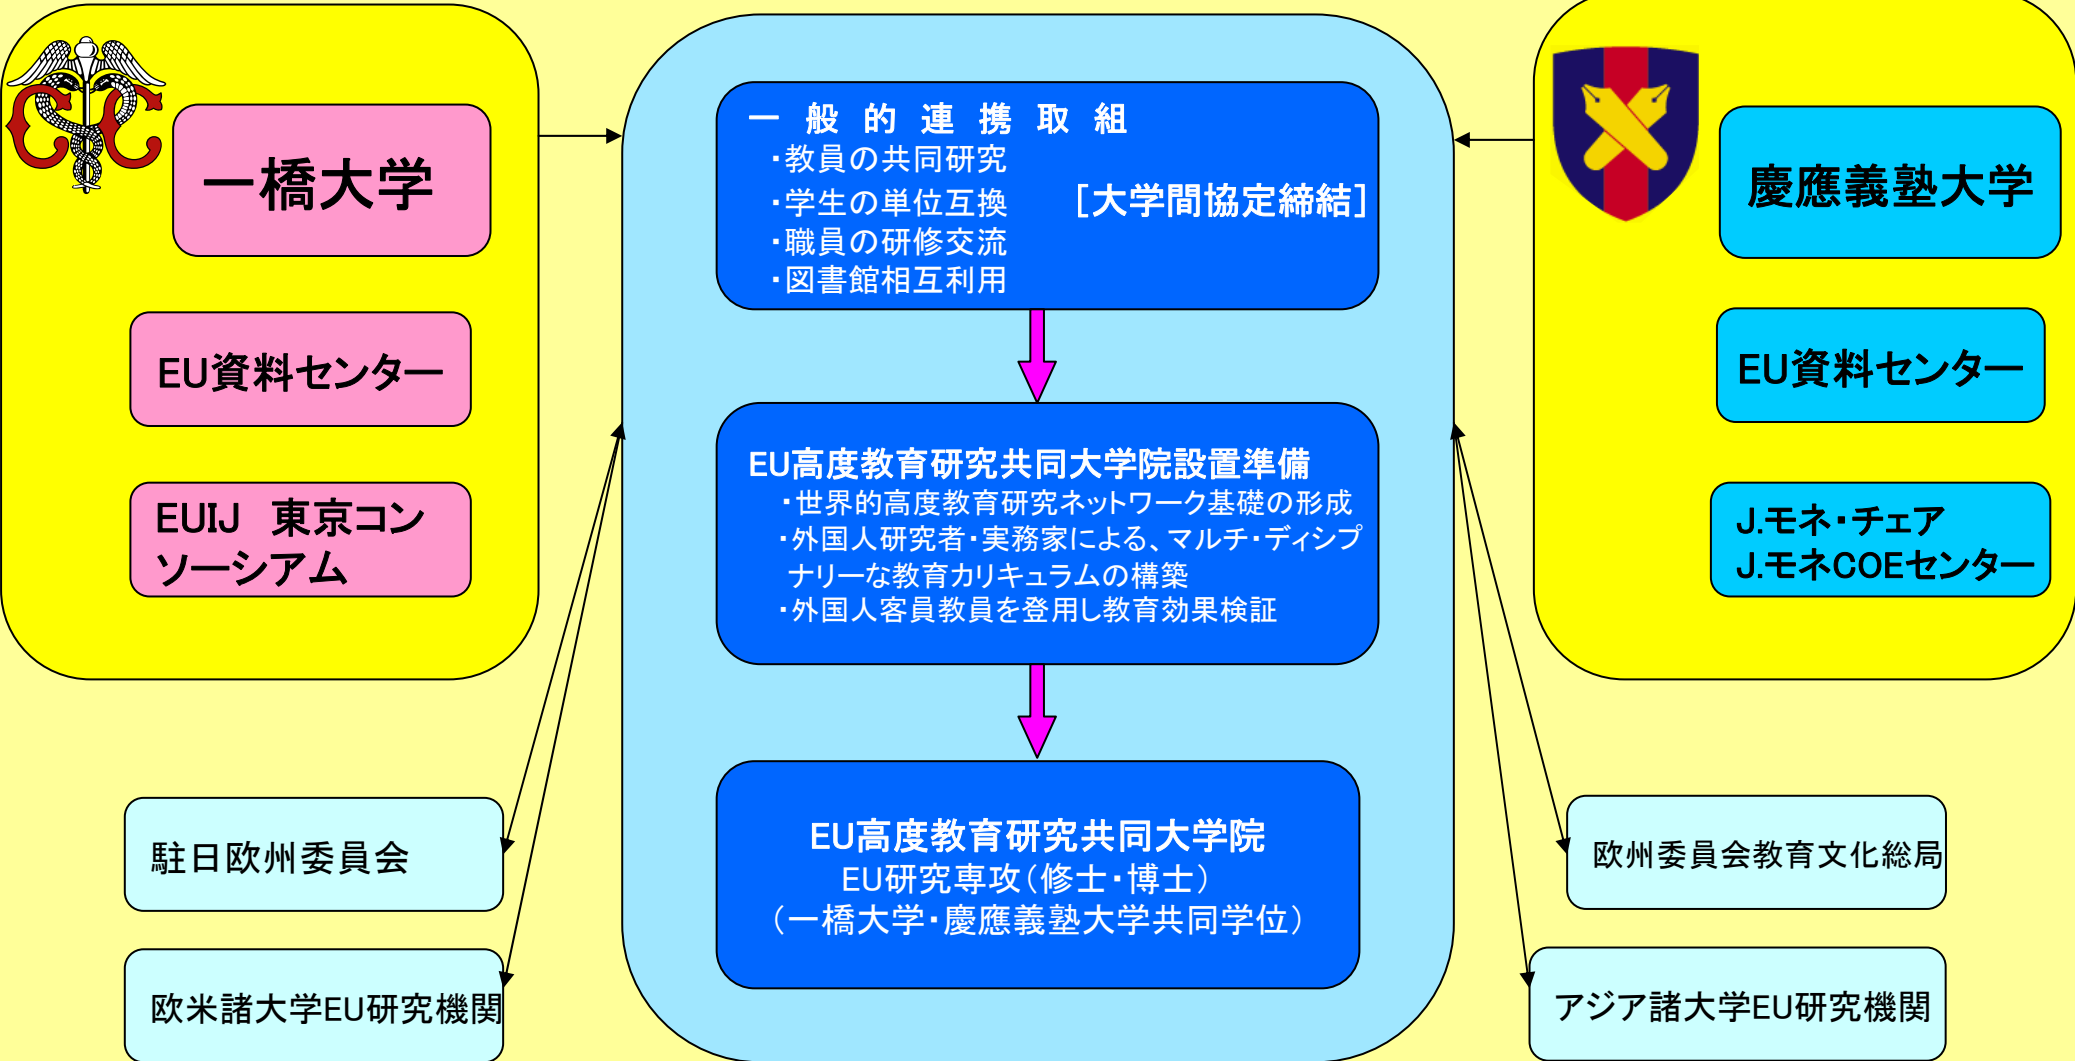 一橋大学
EU資料センター
EUIJ　東京コン
ソーシアム
一　般　的　連　携　取　組
・教員の共同研究
・学生の単位互換　　［大学間協定締結］
・職員の研修交流
・図書館相互利用
EU高度教育研究共同大学院設置準備
・世界的高度教育研究ネットワーク基礎の形成
・外国人研究者・実務家による、マルチ・ディシプ
ナリーな教育カリキュラムの構築
・外国人客員教員を登用し教育効果検証
EU高度教育研究共同大学院
EU研究専攻（修士・博士）
（一橋大学・慶應義塾大学共同学位）
慶應義塾大学
EU資料センター
J.モネ・チェア
J.モネCOEセンター
駐日欧州委員会
欧米諸大学EU研究機関
欧州委員会教育文化総局
アジア諸大学EU研究機関